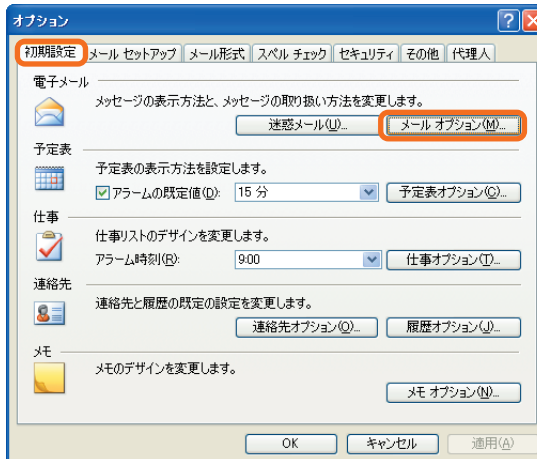 オプション
初期設定 メール セットアップ メール形式 スペル チェック セキュリティ その他 代理人
電子メール
メッセージの表示方法と、メッセージの取り扱い方法を変更します。
迷惑メール(U)... メール オプション(M)...
予定表
予定表の表示方法を設定します。
アラームの既定値(D): 15 分 予定表オプション(C)...
仕事
仕事リストのデザインを変更します。
アラーム時刻(R): 9:00 仕事オプション(T)...
連絡先
連絡先と履歴の既定の設定を変更します。
連絡先オプション(O)... 履歴オプション(J)...
メモ
メモのデザインを変更します。
メモ オプション(N)...
OK キャンセル 適用(A)